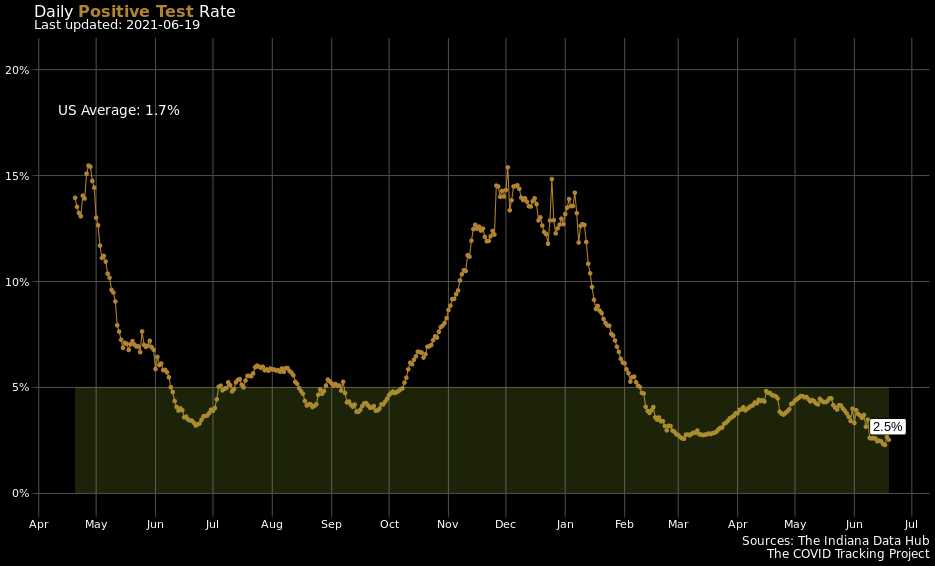 Daily Positive Test Rate
Last updated: 2021-06-19
20%
US Average: 1.7%
15%
10%
5%
2.5%
0%
Apr May Jun Jul Aug Sep Oct Nov Dec Jan Feb Mar Apr May Jun Jul
Sources: The Indiana Data Hub
The COVID Tracking Project